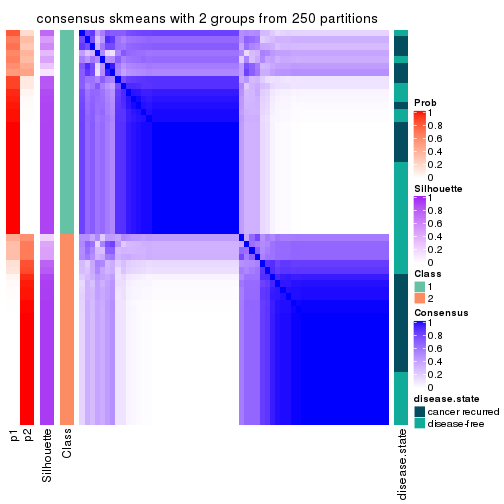 consensus skmeans with 2 groups from 250 partitions
Prob
1
0.8
0.6
0.4
0.2
0
Silhouette
1
0.8
0.6
0.4
0.2
0
Class
1
2
Consensus
1
0.8
0.6
0.4
0.2
0
disease.state
cancer recurred
disease-free
p1
p2
Silhouette
Class
disease.state